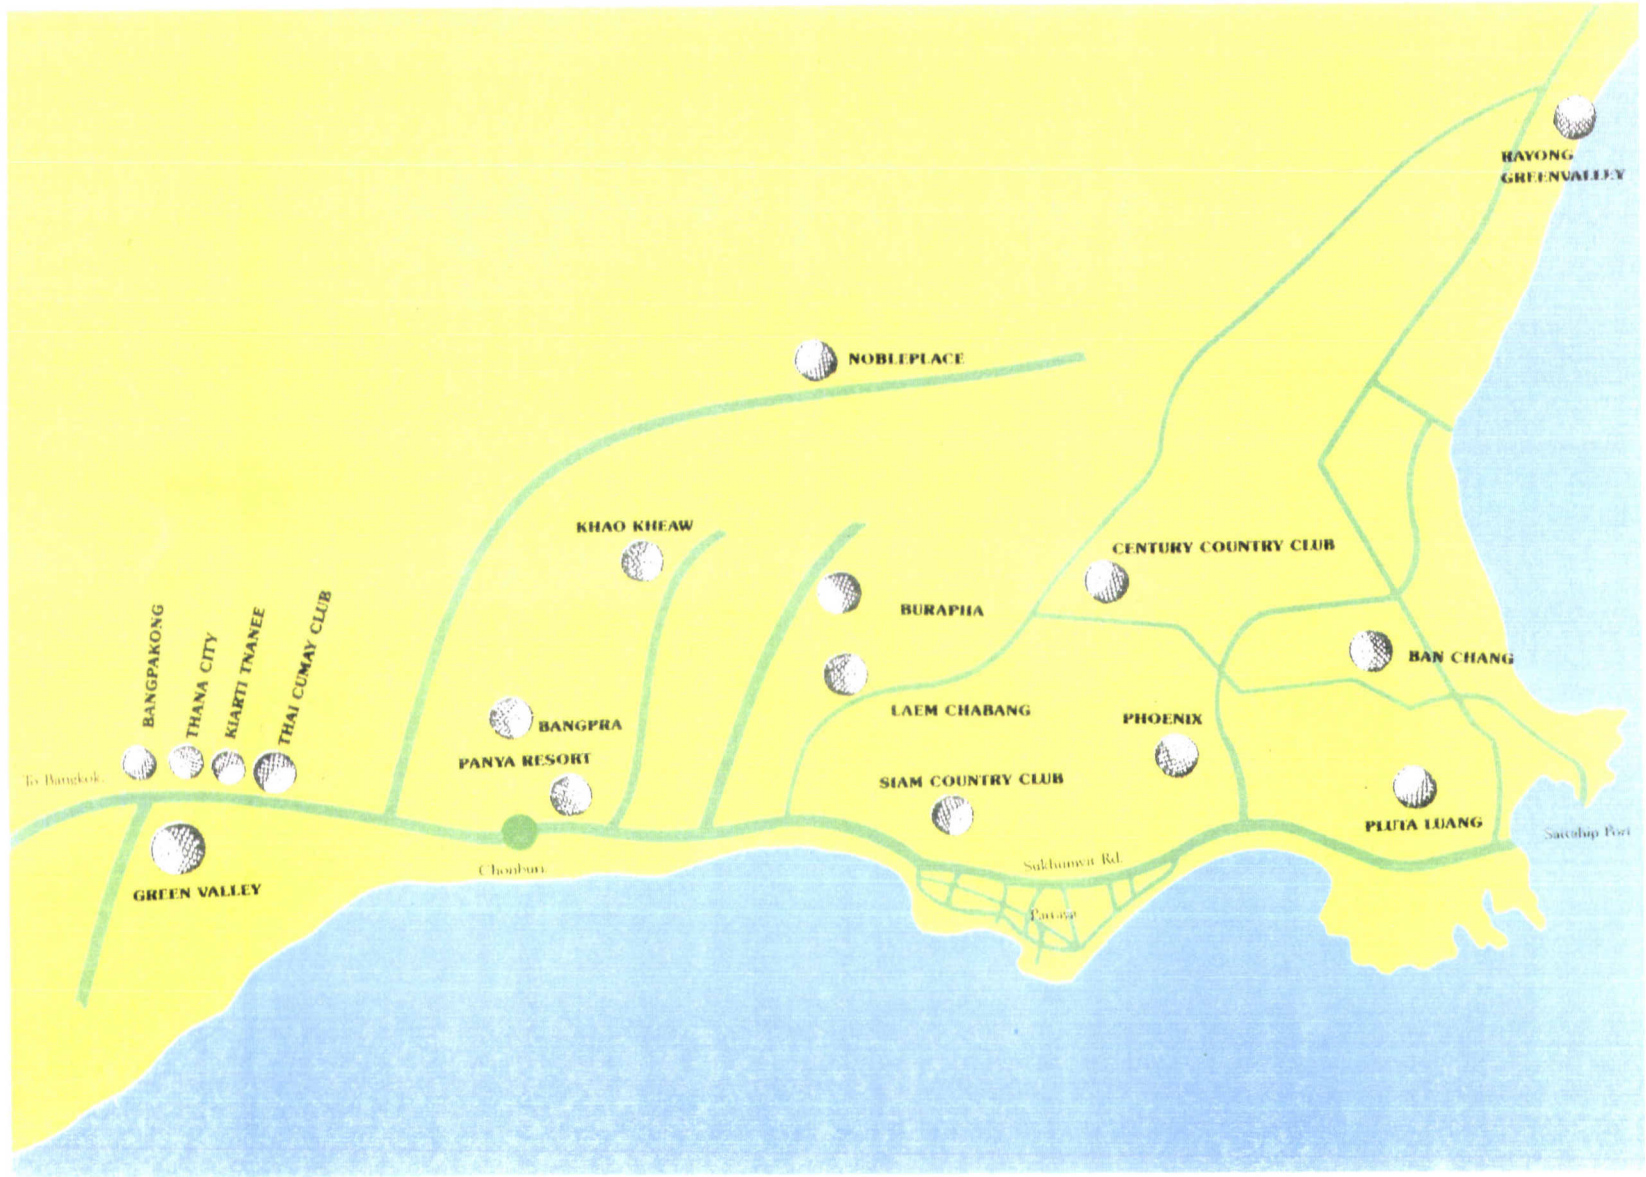 RAYONG
GREENVALLEY
NOBLEPLACE
KHAO KHEAW
CENTURY COUNTRY CLUB
BURAPHA
BAN CHANG
LAEM CHABANG
PHOENIX
BANGPAKONG
THANA CITY
KIARTI TNANEE
THAI CUMAY CLUB
BANGPRA
PANYA RESORT
To Bangkok.
SIAM COUNTRY CLUB
PLUTA LUANG
Sattahip Port
Chonburi.
Sukhumvit Rd.
GREEN VALLEY
Pattaya